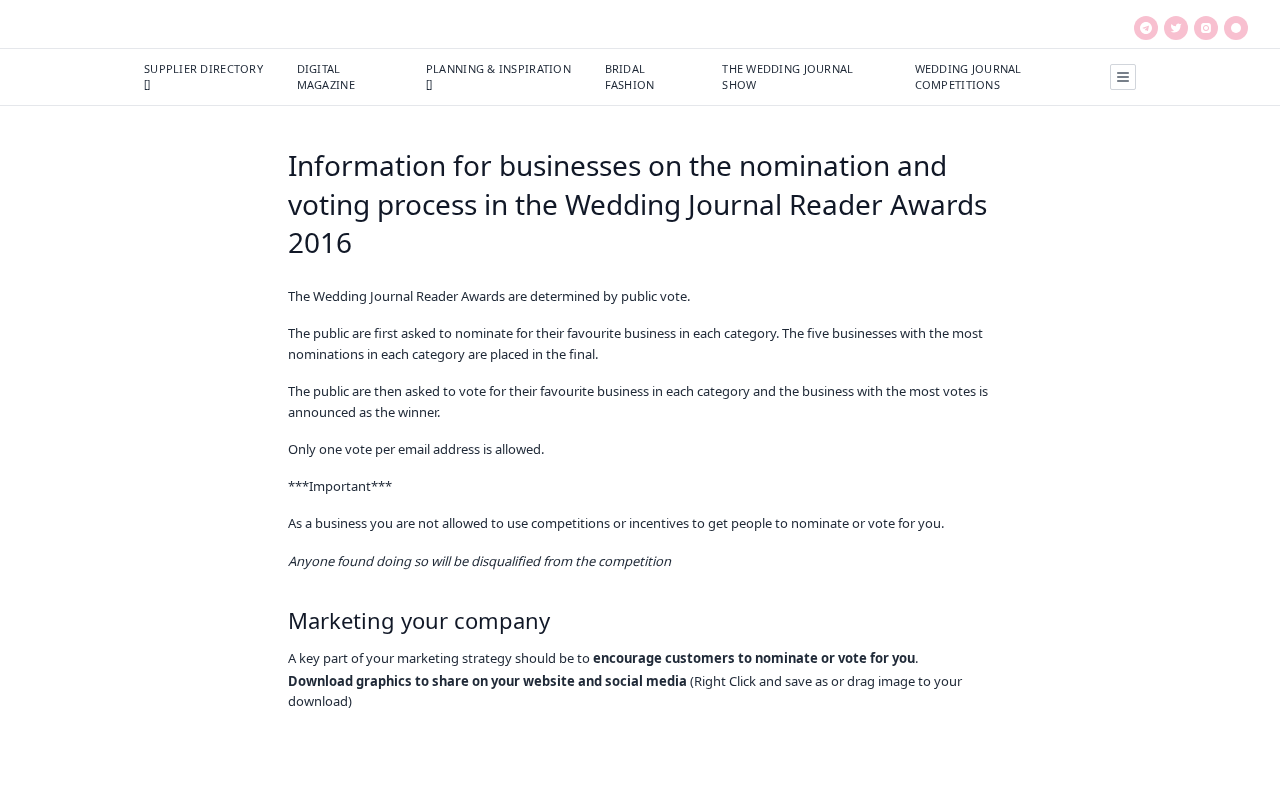 SUPPLIER DIRECTORY
DIGITAL
MAGAZINE
PLANNING & INSPIRATION
BRIDAL
FASHION
THE WEDDING JOURNAL
SHOW
WEDDING JOURNAL
COMPETITIONS
Information for businesses on the nomination and
voting process in the Wedding Journal Reader Awards
2016
The Wedding Journal Reader Awards are determined by public vote.
The public are first asked to nominate for their favourite business in each category. The five businesses with the most
nominations in each category are placed in the final.
The public are then asked to vote for their favourite business in each category and the business with the most votes is
announced as the winner.
Only one vote per email address is allowed.
***Important***
As a business you are not allowed to use competitions or incentives to get people to nominate or vote for you.
Anyone found doing so will be disqualified from the competition
Marketing your company
A key part of your marketing strategy should be to encourage customers to nominate or vote for you.
Download graphics to share on your website and social media (Right Click and save as or drag image to your
download)